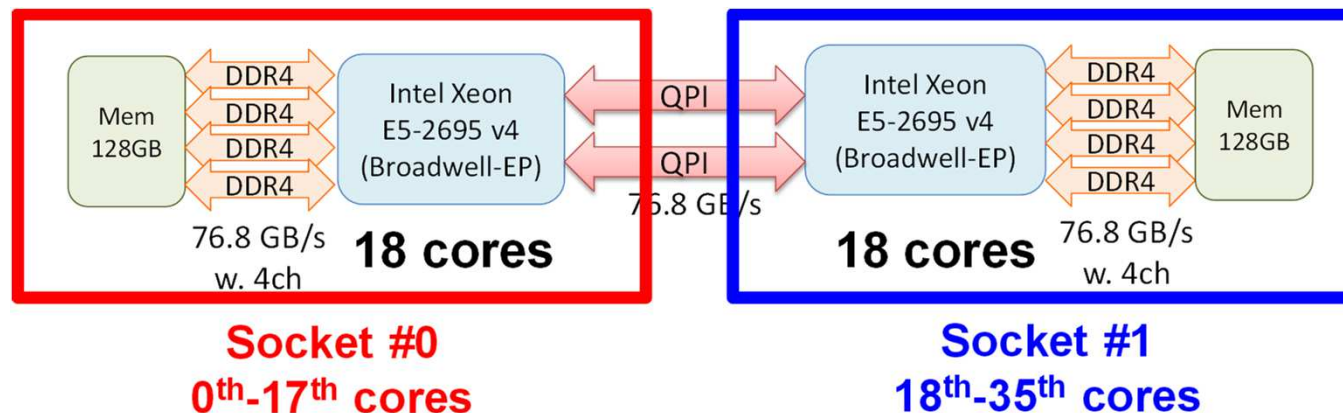 Mem
128GB
DDR4
DDR4
DDR4
DDR4
76.8 GB/s
w. 4ch
Intel Xeon
E5-2695 v4
(Broadwell-EP)
18 cores
QPI
QPI
76.8 GB/s
Intel Xeon
E5-2695 v4
(Broadwell-EP)
18 cores
DDR4
DDR4
DDR4
DDR4
76.8 GB/s
w. 4ch
Mem
128GB
Socket #0
0th-17th cores
Socket #1
18th-35th cores